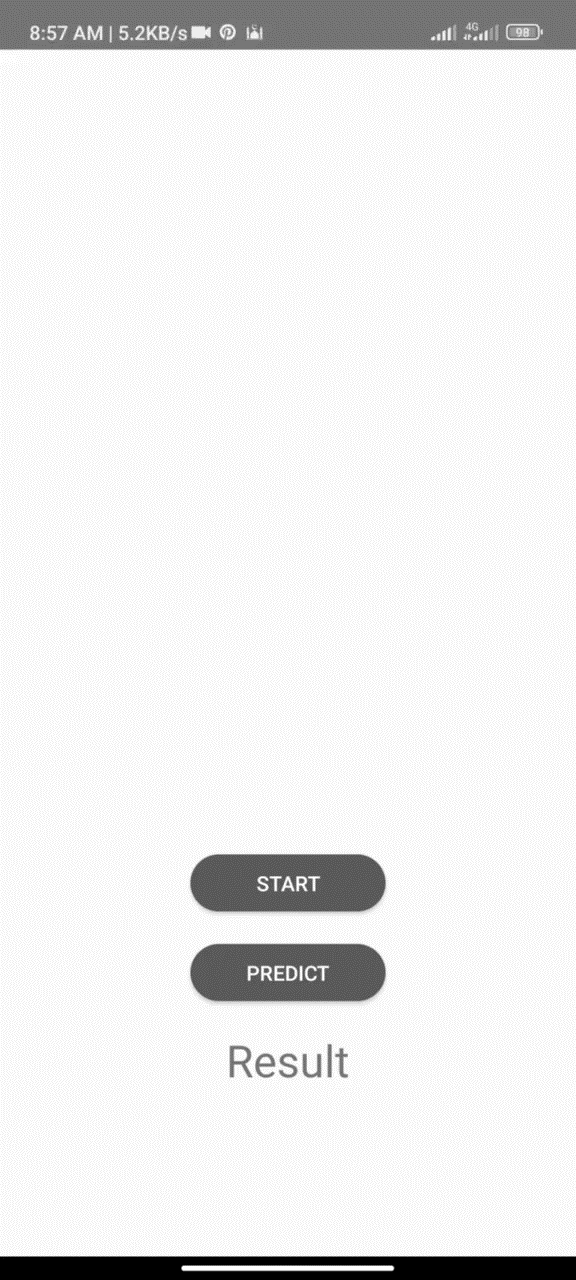 8:57 AM | 5.2KB/s 4G 98
START
PREDICT
Result